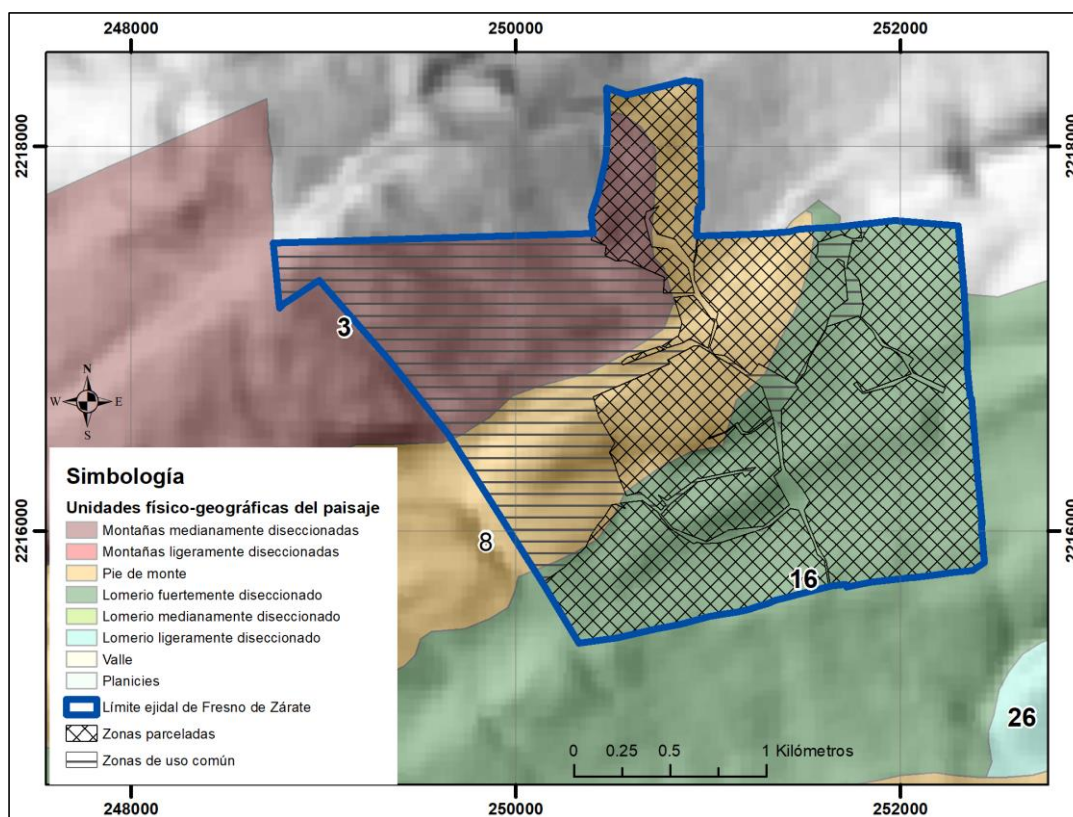 248000 250000 252000
2218000 2218000
3
N
W E
S
2216000 2216000
8
16
26
Simbología
Unidades físico-geográficas del paisaje
Montañas medianamente diseccionadas
Montañas ligeramente diseccionadas
Pie de monte
Lomerio fuertemente diseccionado
Lomerio medianamente diseccionado
Lomerio ligeramente diseccionado
Valle
Planicies
Límite ejidal de Fresno de Zárate
Zonas parceladas
Zonas de uso común
0 0.25 0.5 1 Kilómetros
248000 250000 252000